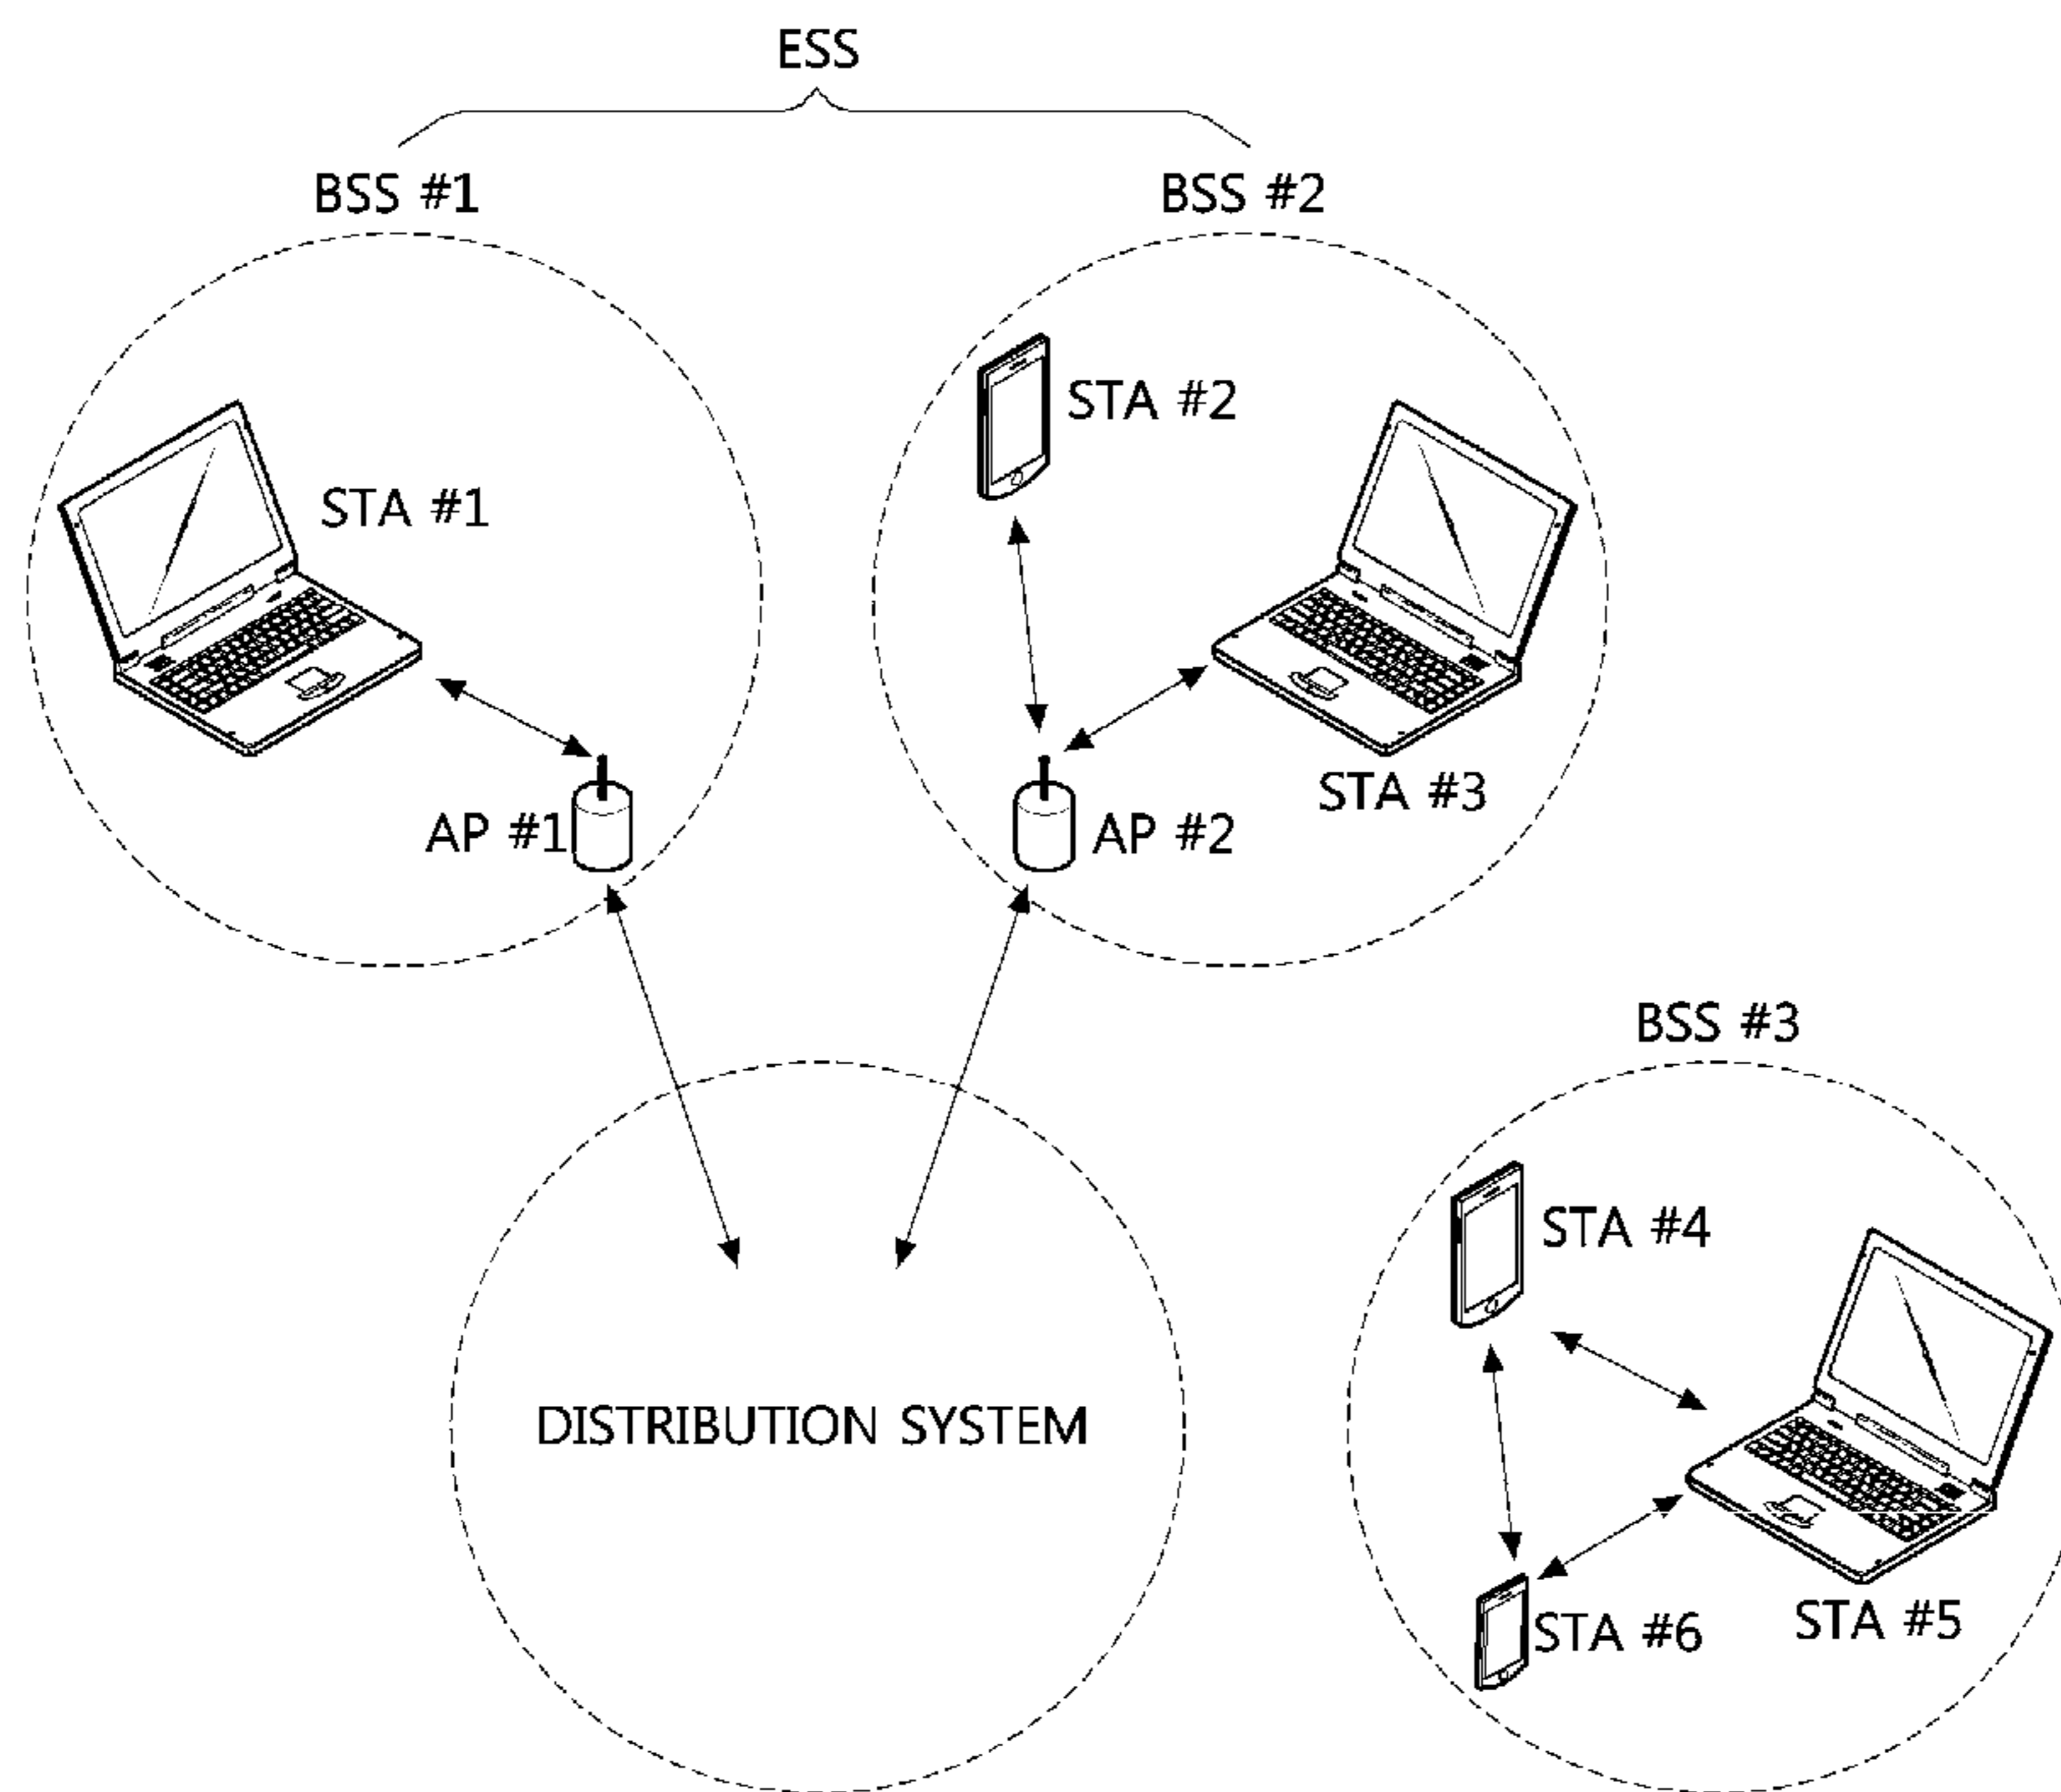 ESS
BSS #1
BSS #2
STA #2
STA #1
STA #3
AP #1
AP #2
BSS #3
STA #4
DISTRIBUTION SYSTEM
STA #6
STA #5